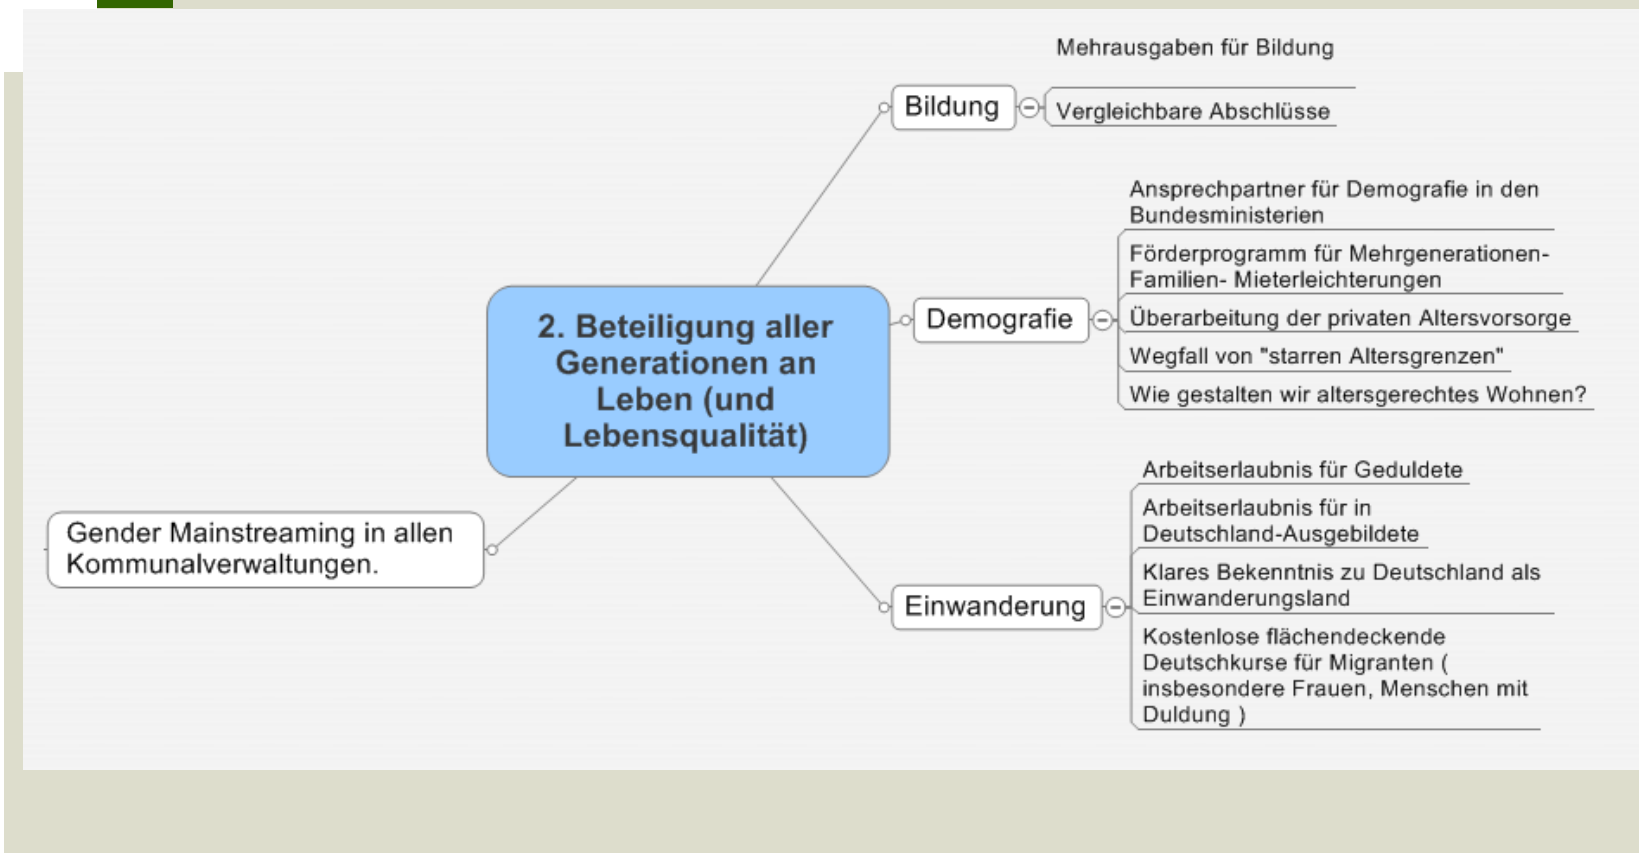 Mehrausgaben für Bildung
Bildung
Vergleichbare Abschlüsse
Ansprechpartner für Demografie in den
Bundesministerien
Förderprogramm für Mehrgenerationen-
Familien- Mieterleichterungen
Demografie
Überarbeitung der privaten Altersvorsorge
Wegfall von "starren Altersgrenzen"
Wie gestalten wir altersgerechtes Wohnen?
2. Beteiligung aller
Generationen an
Leben (und
Lebensqualität)
Gender Mainstreaming in allen
Kommunalverwaltungen.
Einwanderung
Arbeitserlaubnis für Geduldete
Arbeitserlaubnis für in
Deutschland-Ausgebildete
Klares Bekenntnis zu Deutschland als
Einwanderungsland
Kostenlose flächendeckende
Deutschkurse für Migranten (
insbesondere Frauen, Menschen mit
Duldung )